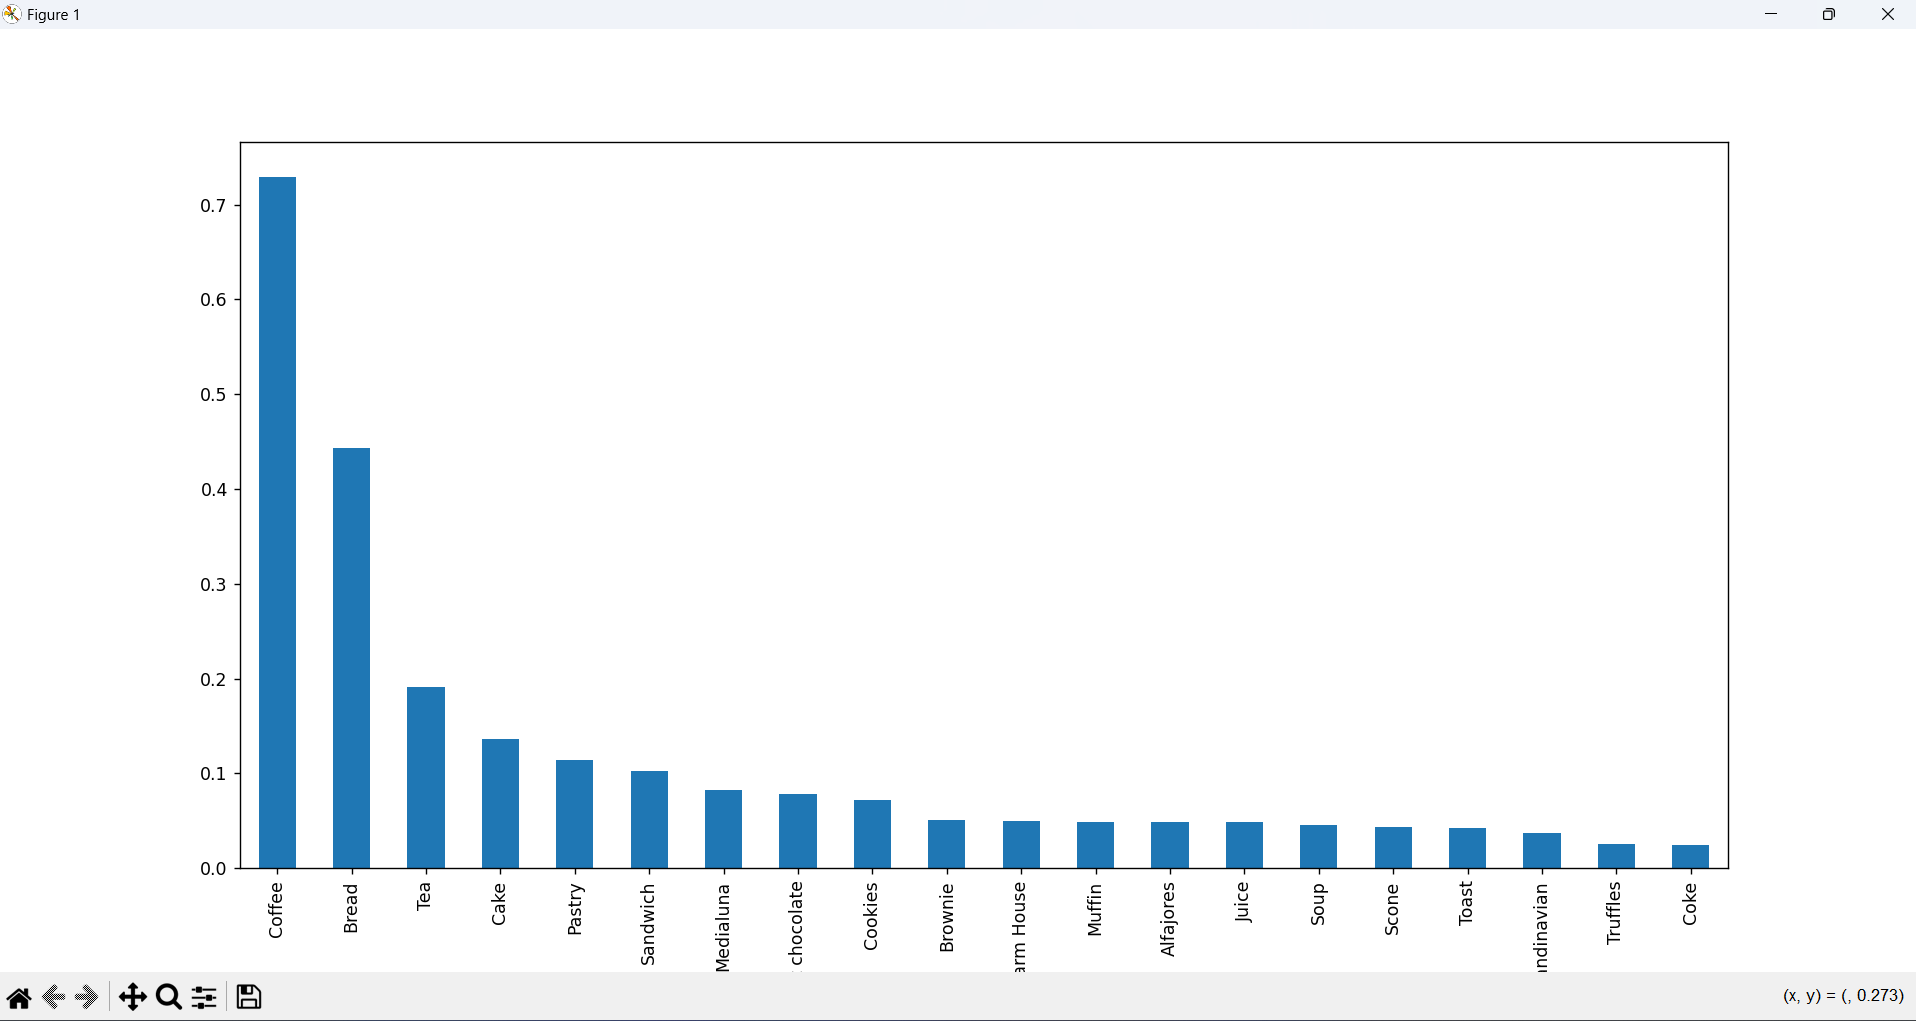 Figure 1
0.7
0.6
0.5
0.4
0.3
0.2
0.1
0.0
Coffee
Bread
Tea
Cake
Pastry
Sandwich
Medialuna
chocolate
Cookies
Brownie
arm House
Muffin
Alfajores
Juice
Soup
Scone
Toast
andinavian
Truffles
Coke
(x, y) = (, 0.273)